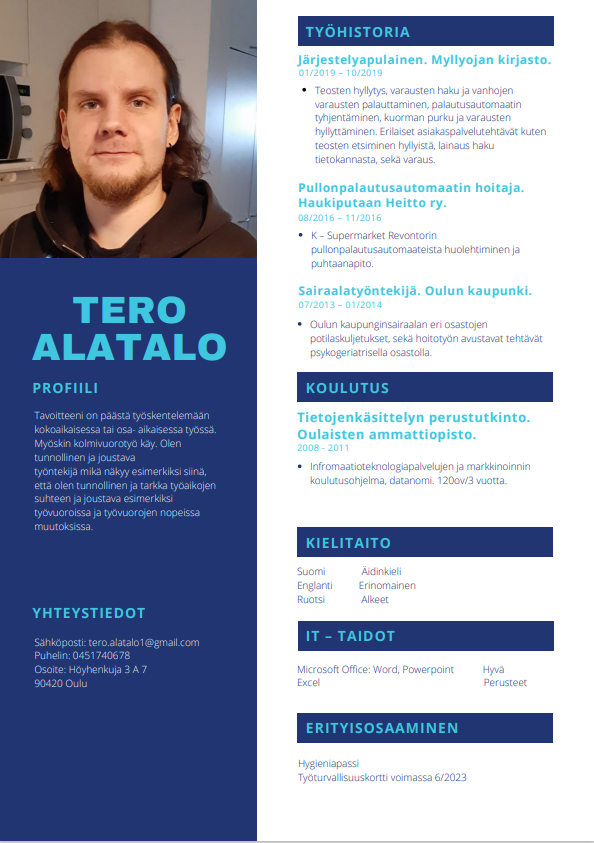 TERO
ALATALO
PROFIILI
Tavoitteeni on päästä työskentelemään
kokoaikaisessa tai osa- aikaisessa työssä.
Myöskin kolmivuorotyö käy. Olen
tunnollinen ja joustava
työntekijä mikä näkyy esimerkiksi siinä,
että olen tunnollinen ja tarkka työaikojen
suhteen ja joustava esimerkiksi
työvuoroissa ja työvuorojen nopeissa
muutoksissa.
YHTEYSTIEDOT
Sähköposti: tero.alatalo1@gmail.com
Puhelin: 0451740678
Osoite: Höyhenkuja 3 A 7
90420 Oulu
TYÖHISTORIA
Järjestelyapulainen. Myllyojan kirjasto.
01/2019 – 10/2019
• Teosten hyllytys, varausten haku ja vanhojen
varausten palauttaminen, palautusautomaatin
tyhjentäminen, kuorman purku ja varausten
hyllyttäminen. Erilaiset asiakaspalvelutehtävät kuten
teosten etsiminen hyllyistä, lainaus haku
tietokannasta, sekä varaus.
Pullonpalautusautomaatin hoitaja.
Haukiputaan Heitto ry.
08/2016 – 11/2016
• K – Supermarket Revontorin
pullonpalautusautomaateista huolehtiminen ja
puhtaanapito.
Sairaalatyöntekijä. Oulun kaupunki.
07/2013 – 01/2014
• Oulun kaupunginsairaalan eri osastojen
potilaskuljetukset, sekä hoitotyön avustavat tehtävät
psykogeriatrisella osastolla.
KOULUTUS
Tietojenkäsittelyn perustutkinto.
Oulaisten ammattiopisto.
2008 - 2011
• Infromaatioteknologiapalvelujen ja markkinoinnin
koulutusohjelma, datanomi. 120ov/3 vuotta.
KIELITAITO
Suomi Äidinkieli
Englanti Erinomainen
Ruotsi Alkeet
IT – TAIDOT
Microsoft Office: Word, Powerpoint Hyvä
Excel Perusteet
ERITYISOSAAMINEN
Hygieniapassi
Työturvallisuuskortti voimassa 6/2023